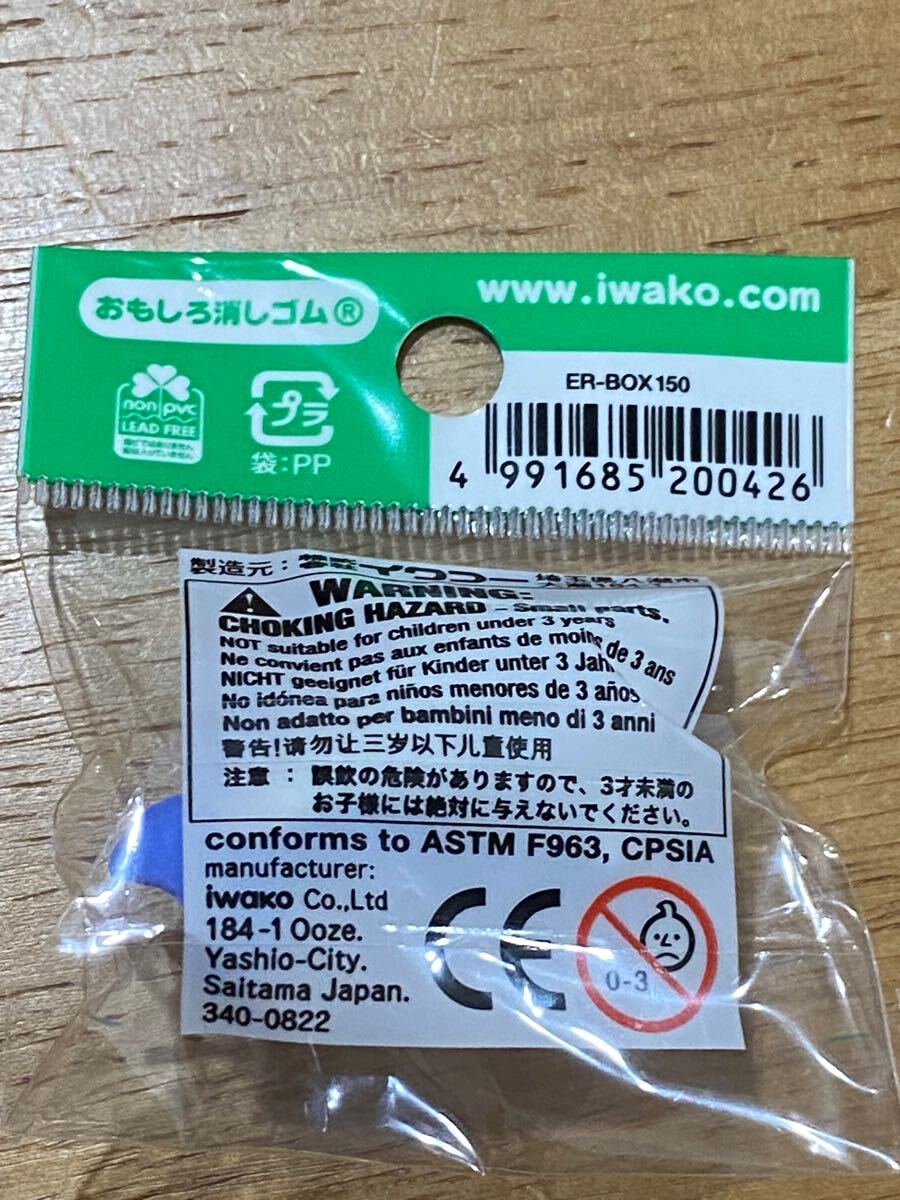 www.iwako.com
おもしろ消しゴム®
ER-BOX150
non pvc
LEAD FREE
プラ
袋:PP
4 991685 200426
製造元:
WARNING:
CHOKING HAZARD - Small parts.
NOT suitable for children under 3 years
Ne convient pas aux enfants de moins de 3 ans
NICHT geeignet für Kinder unter 3 Jah
No idónea para niños menores de 3 años
Non adatto per bambini meno di 3 anni
警告!请勿让三岁以下儿童使用
注意 : 誤飲の危険がありますので、3才未満の
お子様には絶対に与えないでください。
conforms to ASTM F963, CPSIA
manufacturer:
iwako Co.,Ltd
184-1 Ooze.
Yashio-City.
Saitama Japan.
340-0822
CE
0-3